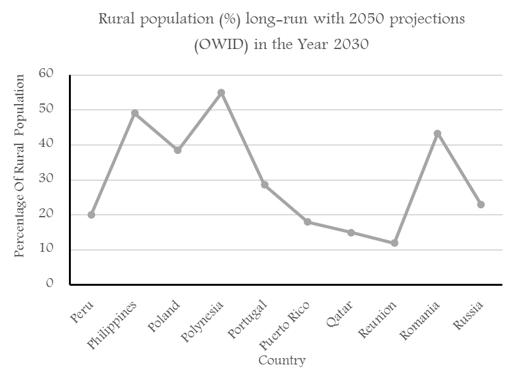 Rural population (%) long-run with 2050 projections
(OWID) in the Year 2030
Percentage Of Rural Population
60
50
40
30
20
10
0
Peru
Philippines
Poland
Polynesia
Portugal
Puerto Rico
Qatar
Reunion
Romania
Russia
Country